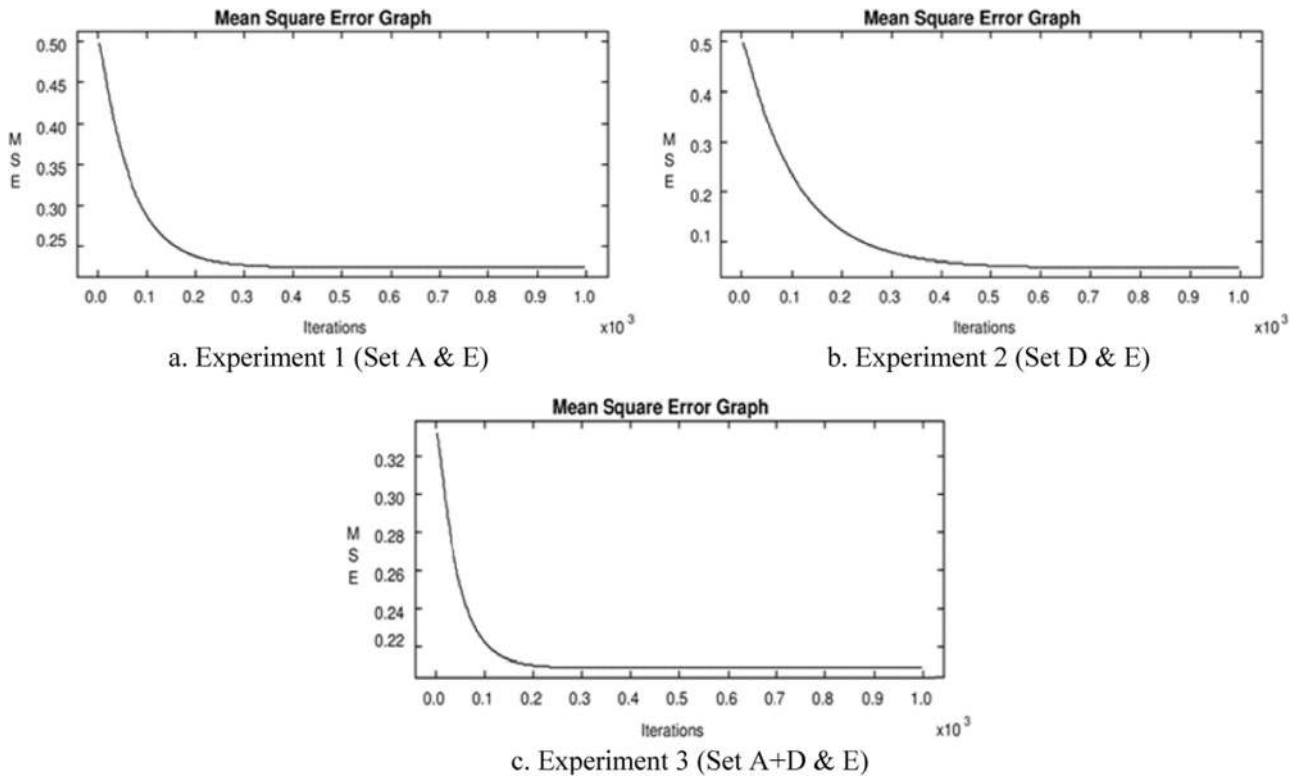 Mean Square Error Graph
0.50
0.45
0.40
0.35
0.30
0.25
M
S
E
0.0 0.1 0.2 0.3 0.4 0.5 0.6 0.7 0.8 0.9 1.0
Iterations
x10 3
a. Experiment 1 (Set A & E)
Mean Square Error Graph
0.5
0.4
0.3
0.2
0.1
M
S
E
0.0 0.1 0.2 0.3 0.4 0.5 0.6 0.7 0.8 0.9 1.0
Iterations
x10 3
b. Experiment 2 (Set D & E)
Mean Square Error Graph
0.32
0.30
0.28
0.26
0.24
0.22
M
S
E
0.0 0.1 0.2 0.3 0.4 0.5 0.6 0.7 0.8 0.9 1.0
Iterations
x10 3
c. Experiment 3 (Set A+D & E)